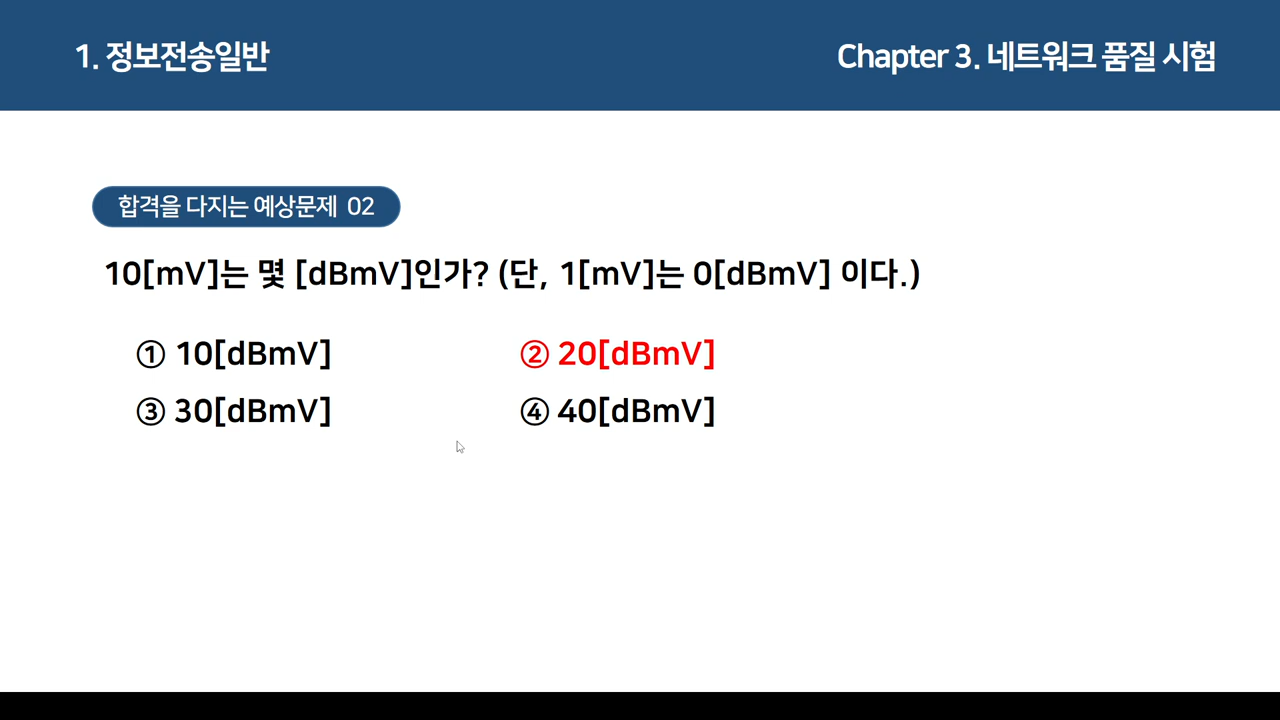 1. 정보전송일반
Chapter 3. 네트워크 품질 시험
합격을 다지는 예상문제 02
10[mV]는 몇 [dBmV]인가? (단, 1[mV]는 0[dBmV] 이다.)
① 10[dBmV]
② 20[dBmV]
③ 30[dBmV]
④ 40[dBmV]